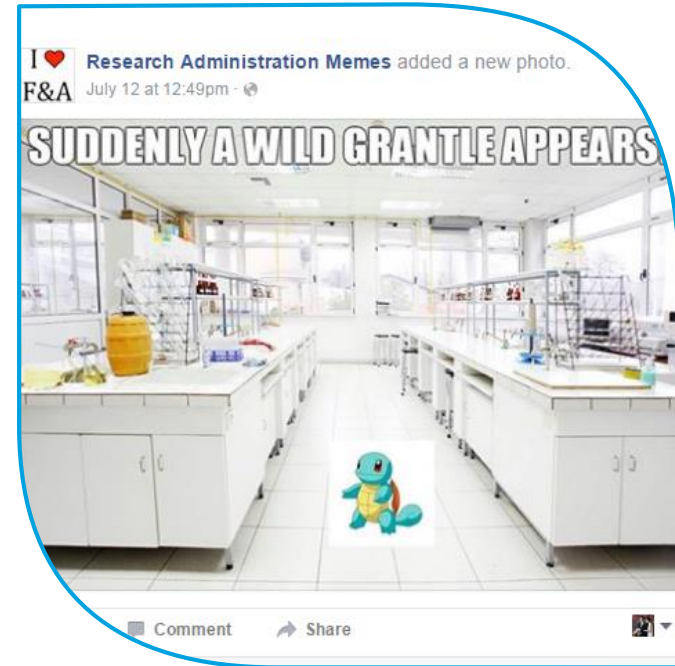 I ❤
F&A
Research Administration Memes added a new photo.
July 12 at 12:49pm ·
SUDDENLY A WILD GRANTLE APPEARS
Comment Share